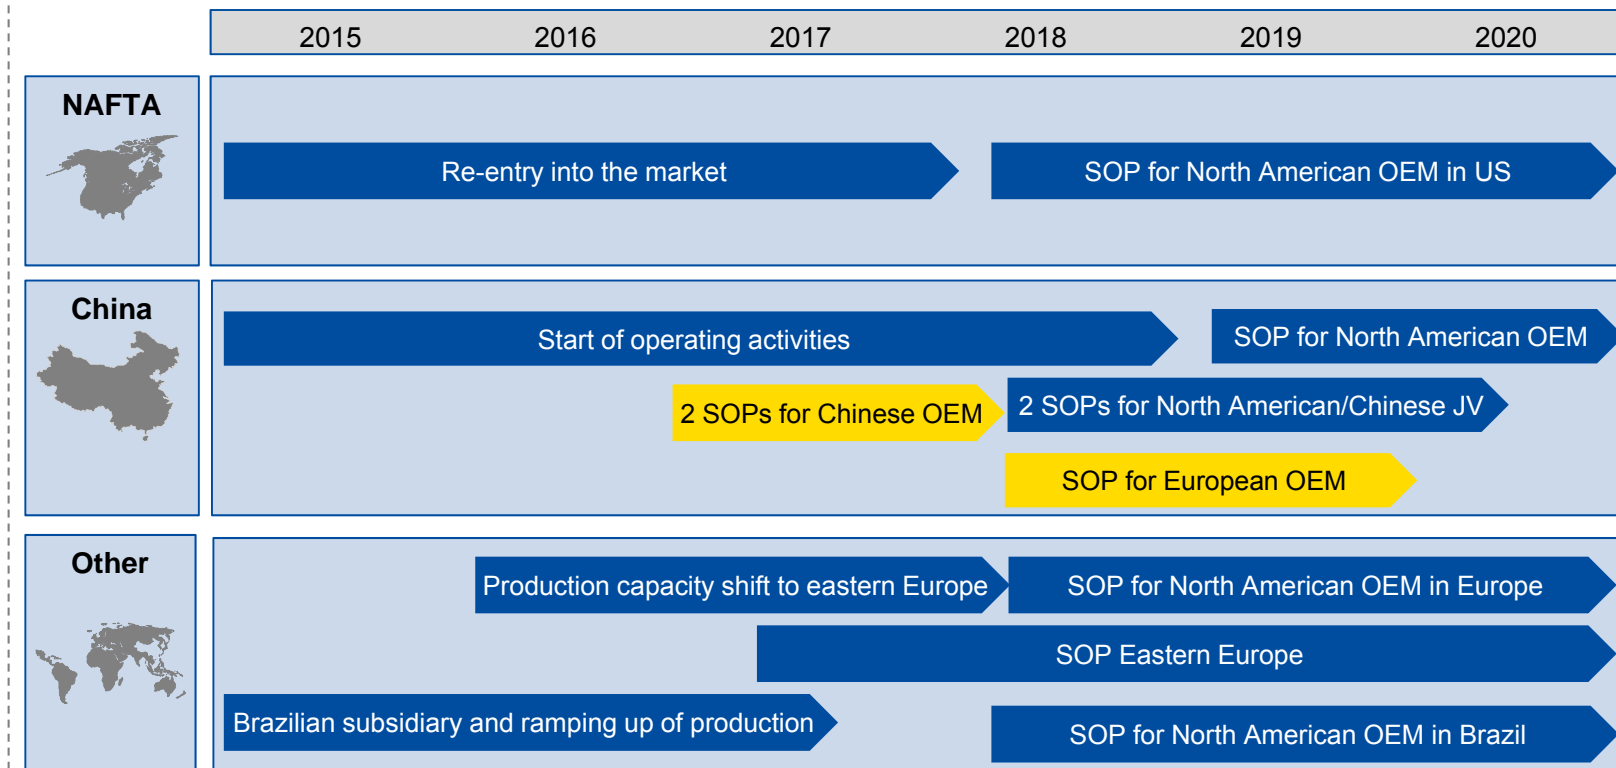 2015 2016 2017 2018 2019 2020
NAFTA
Re-entry into the market
SOP for North American OEM in US
China
Start of operating activities
SOP for North American OEM
2 SOPs for Chinese OEM
2 SOPs for North American/Chinese JV
SOP for European OEM
Other
Production capacity shift to eastern Europe
SOP for North American OEM in Europe
SOP Eastern Europe
Brazilian subsidiary and ramping up of production
SOP for North American OEM in Brazil